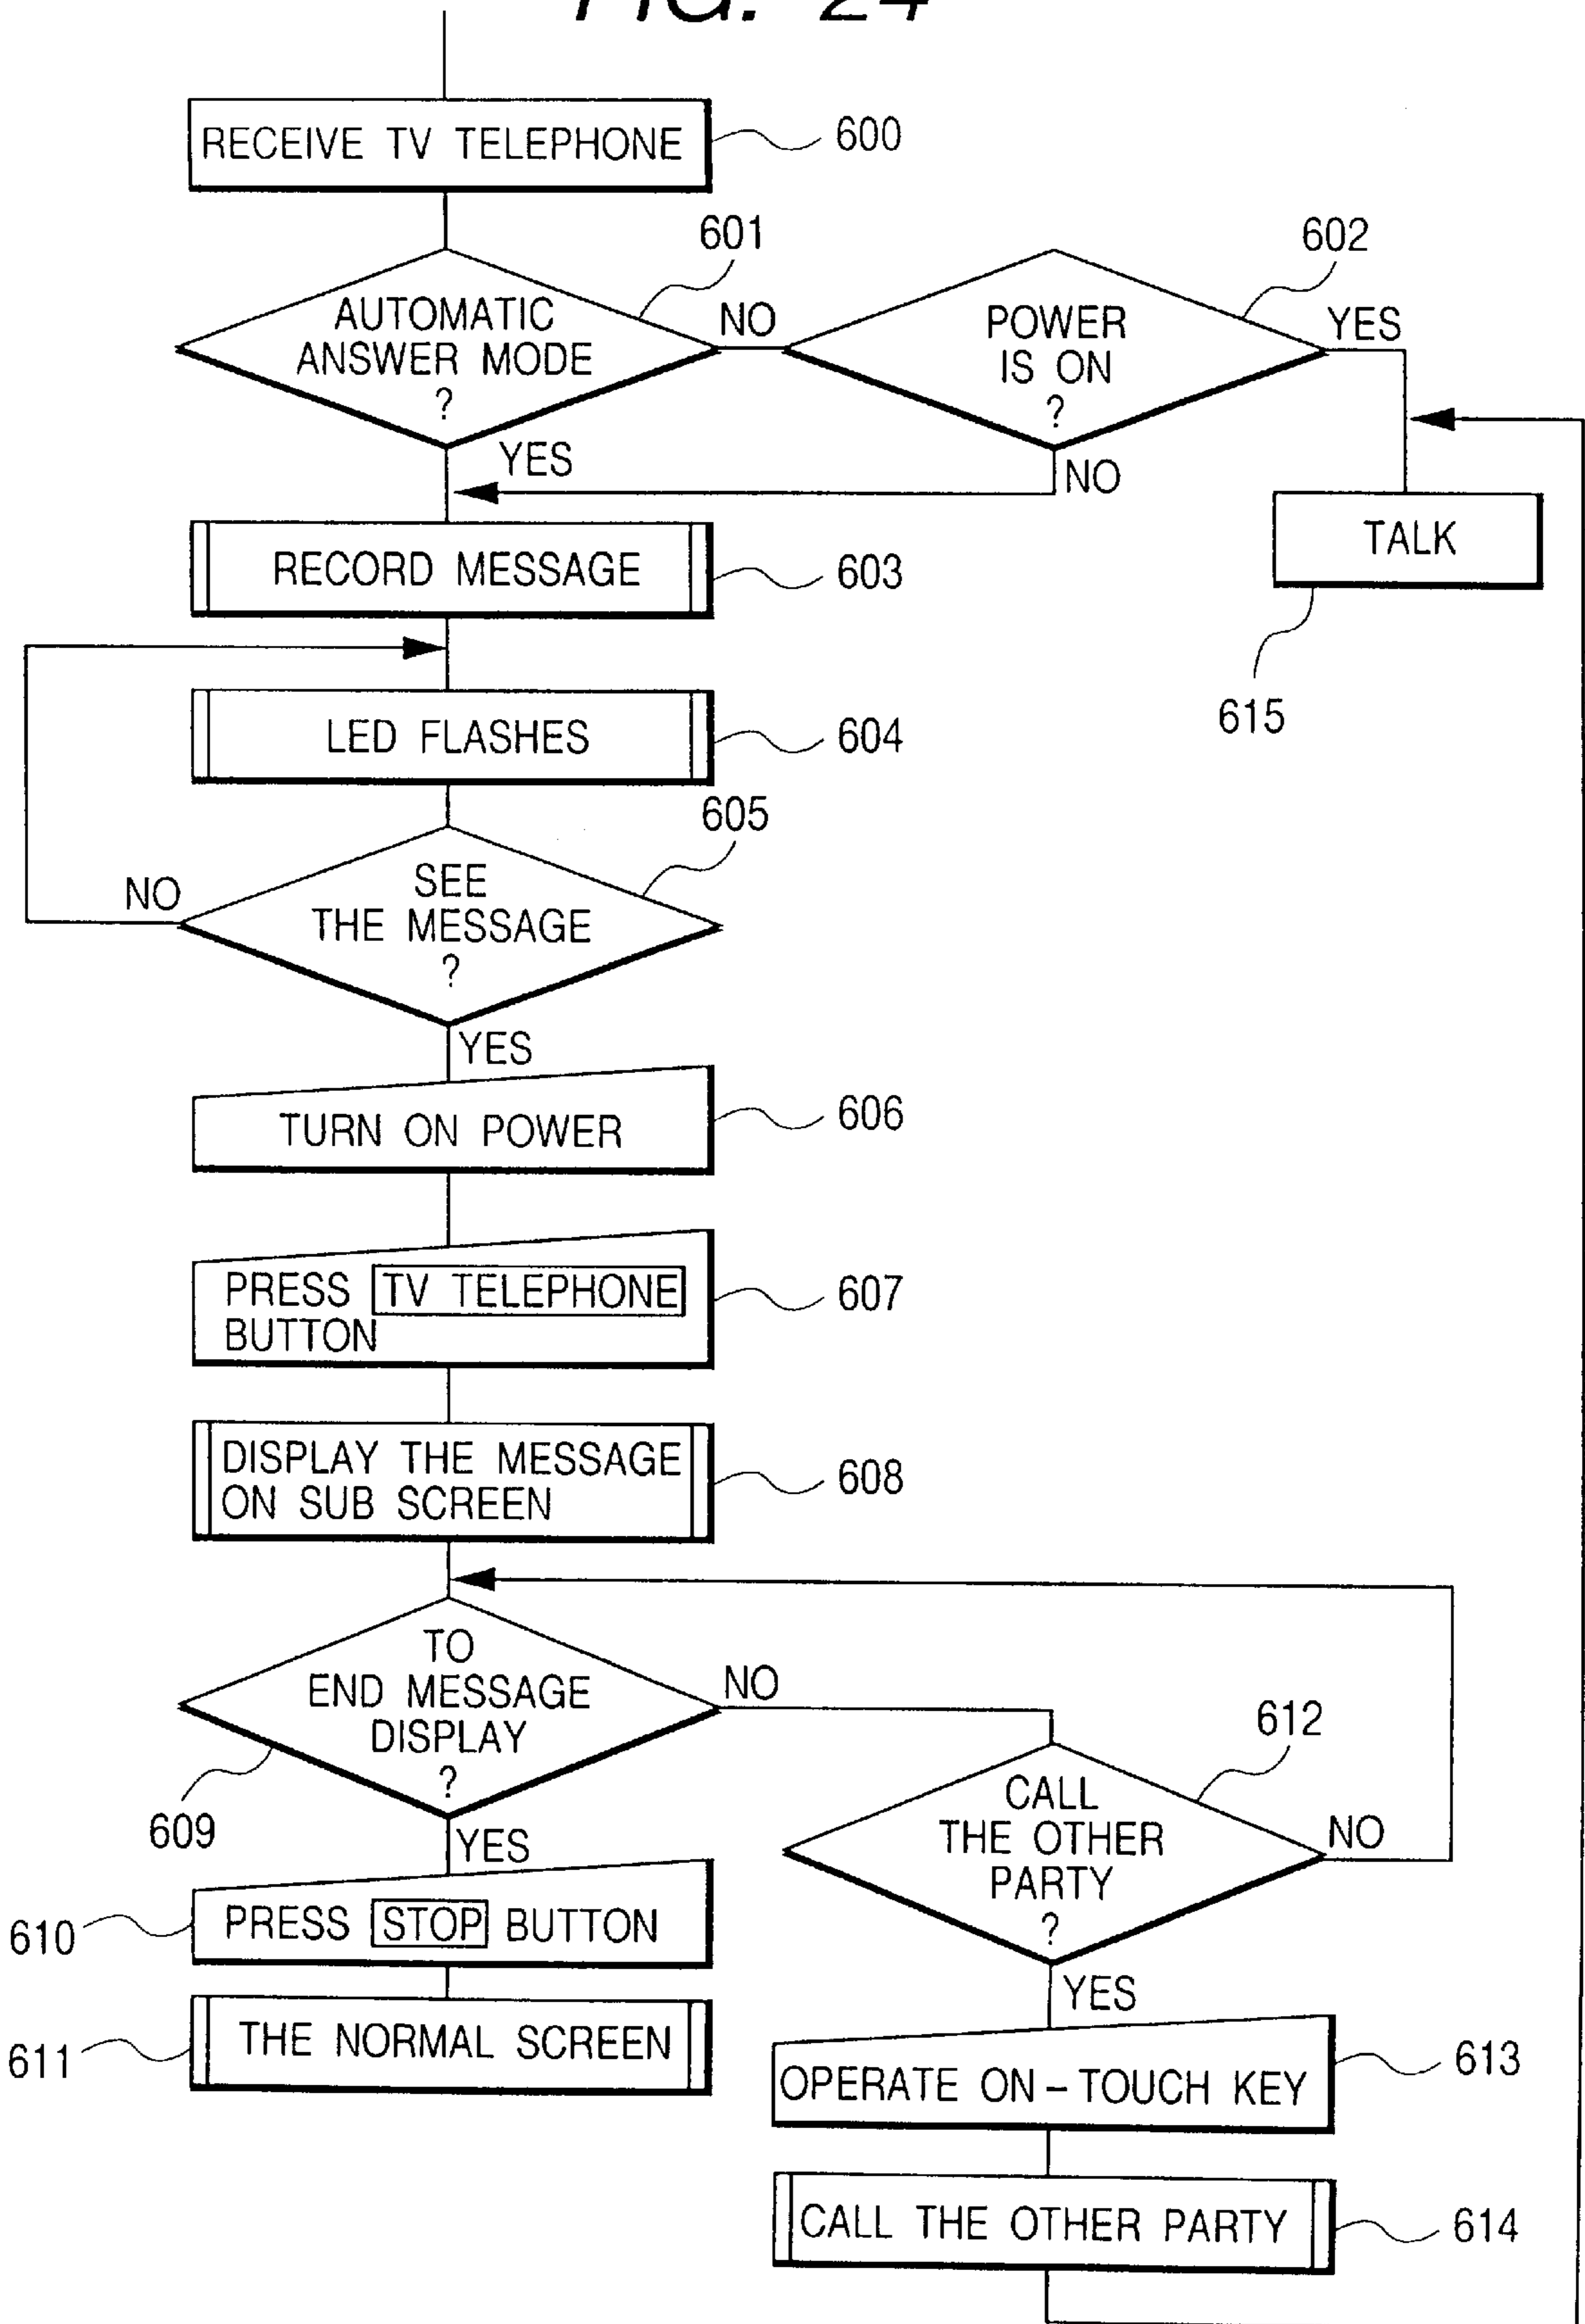 FIG. 24
RECEIVE TV TELEPHONE
600
601
602
AUTOMATIC
ANSWER MODE
?
NO
POWER
IS ON
?
YES
YES
NO
TALK
615
RECORD MESSAGE
603
LED FLASHES
604
605
SEE
THE MESSAGE
?
NO
YES
TURN ON POWER
606
PRESS TV TELEPHONE
BUTTON
607
DISPLAY THE MESSAGE
ON SUB SCREEN
608
TO
END MESSAGE
DISPLAY
?
NO
609
YES
612
CALL
THE OTHER
PARTY
?
NO
YES
610
PRESS STOP BUTTON
611
THE NORMAL SCREEN
OPERATE ON-TOUCH KEY
613
CALL THE OTHER PARTY
614